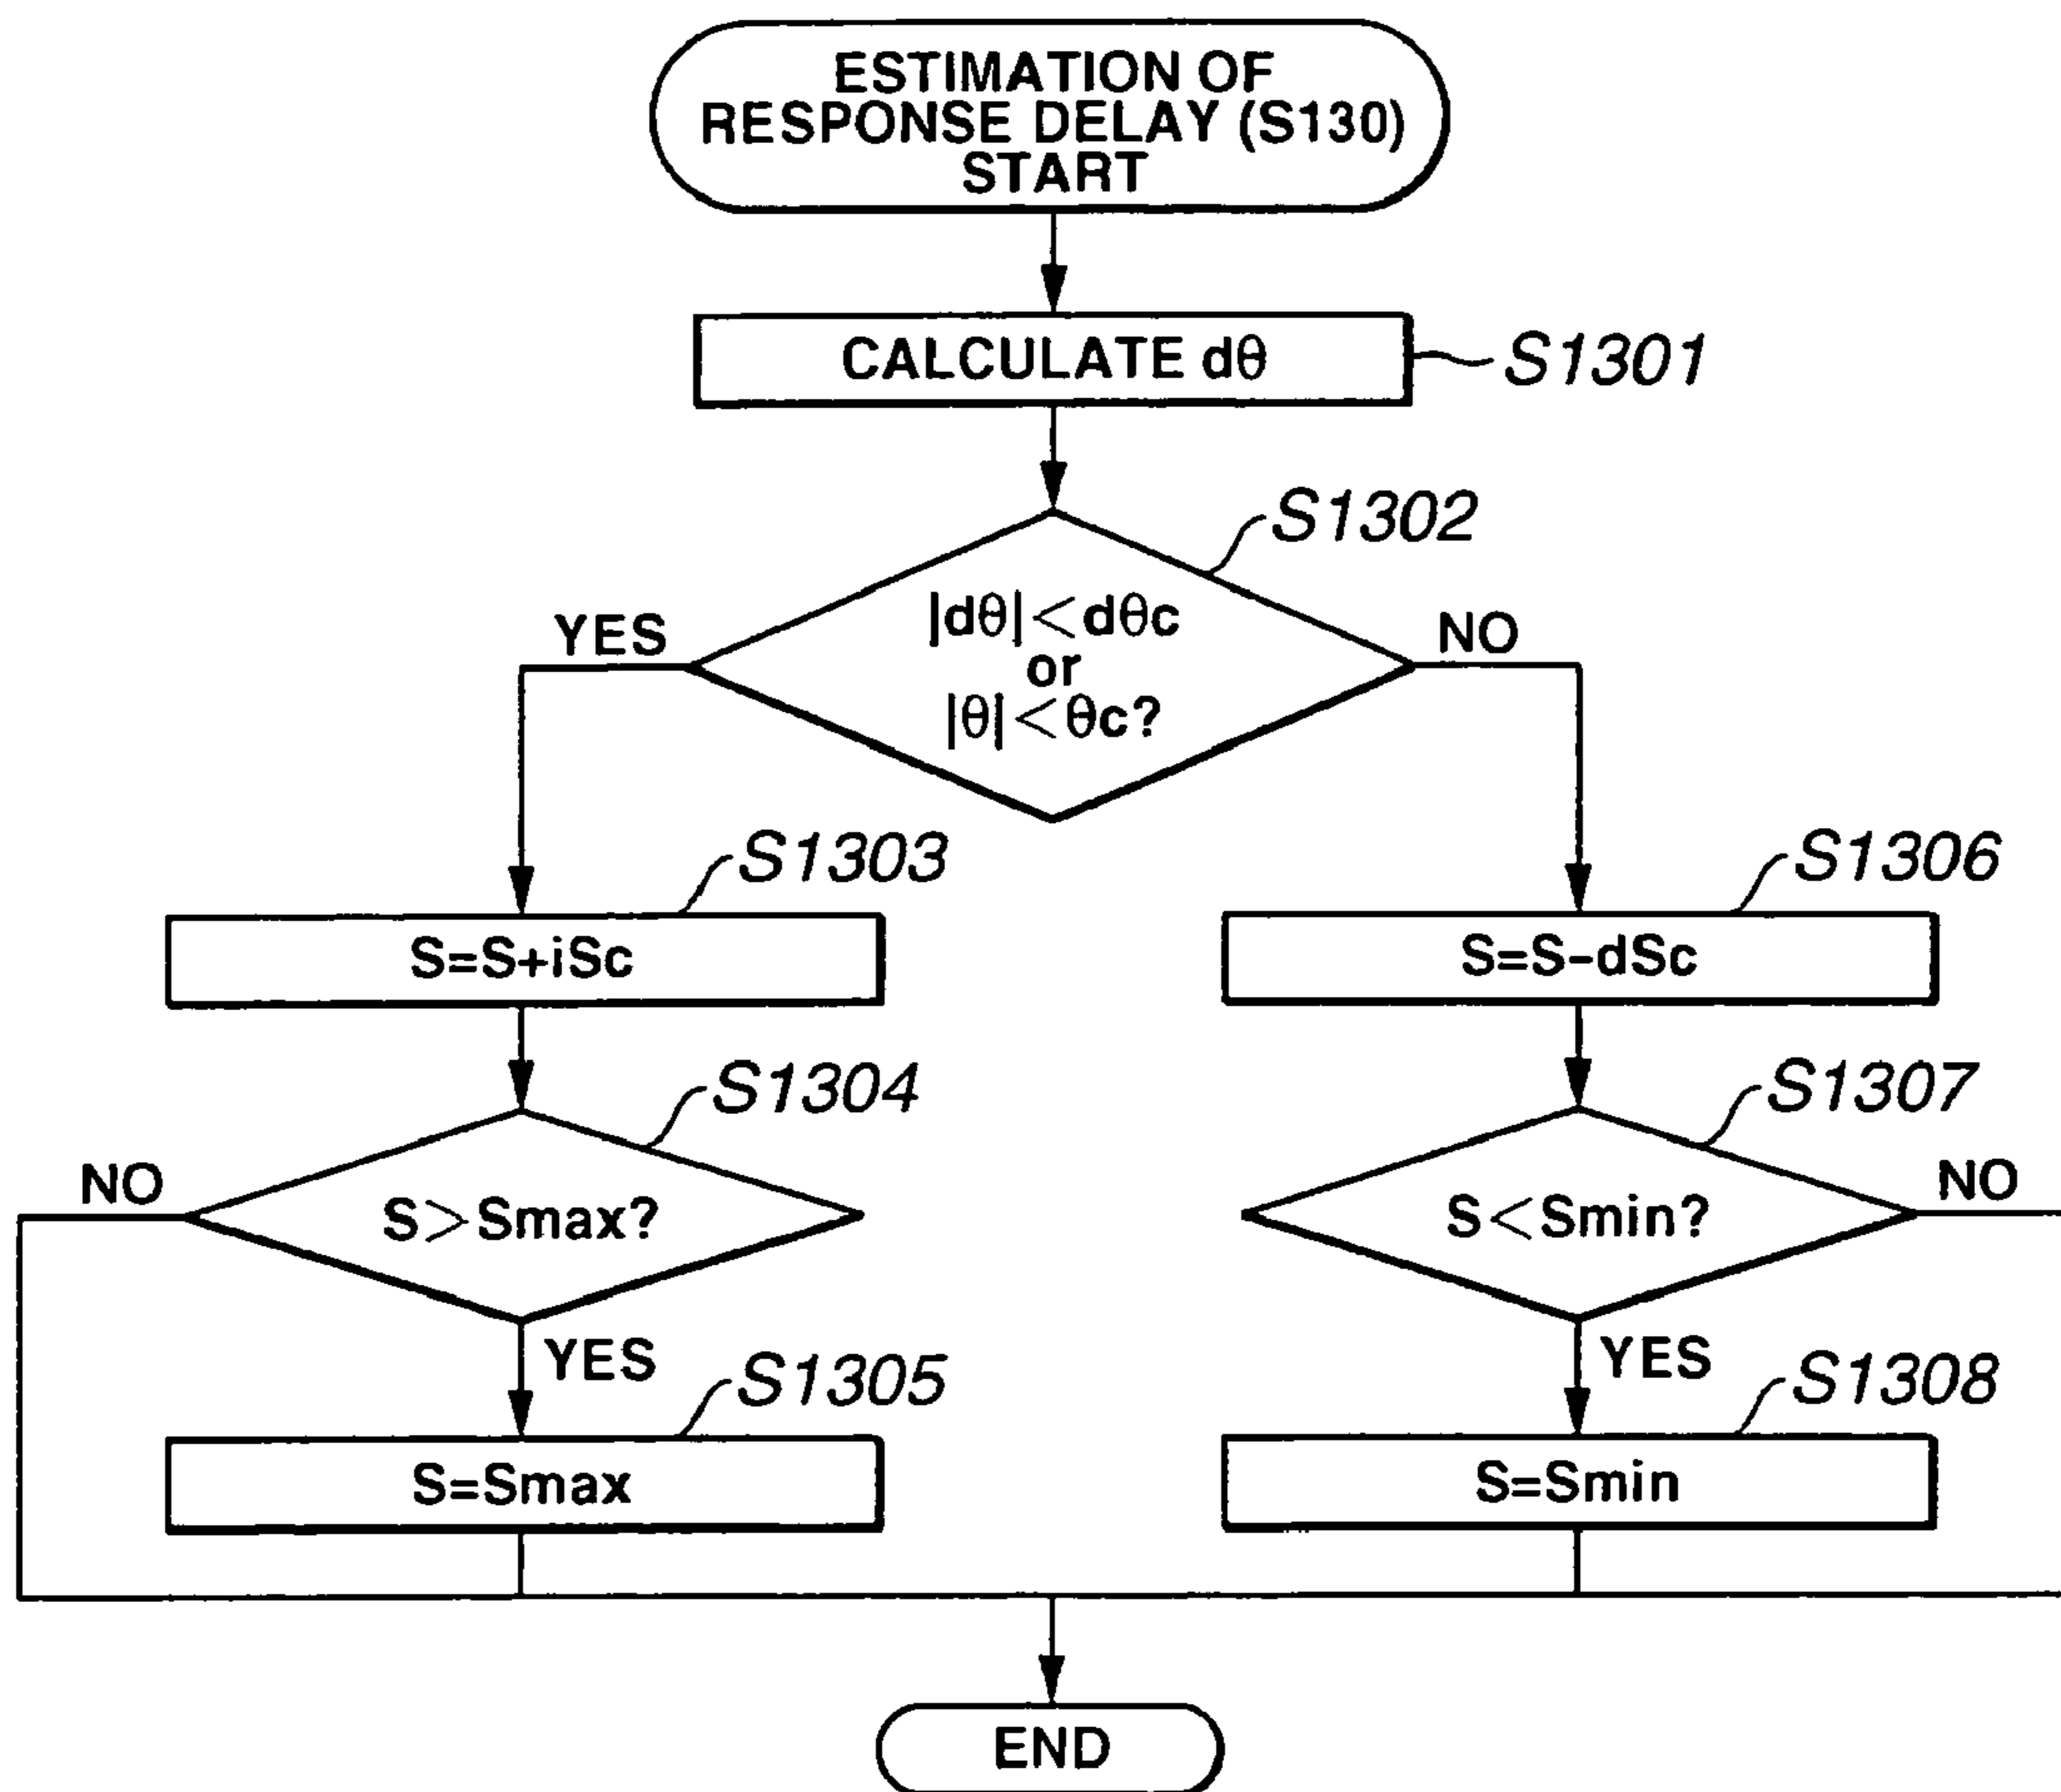 ESTIMATION OF
RESPONSE DELAY (S130)
START
CALCULATE dθ
S1301
S1302
|dθ|<dθc
or
|θ|<θc?
YES
NO
S1303
S=S+iSc
S1306
S=S-dSc
S1304
S>Smax?
NO
YES
S1307
S<Smin?
NO
YES
S1305
S=Smax
S1308
S=Smin
END